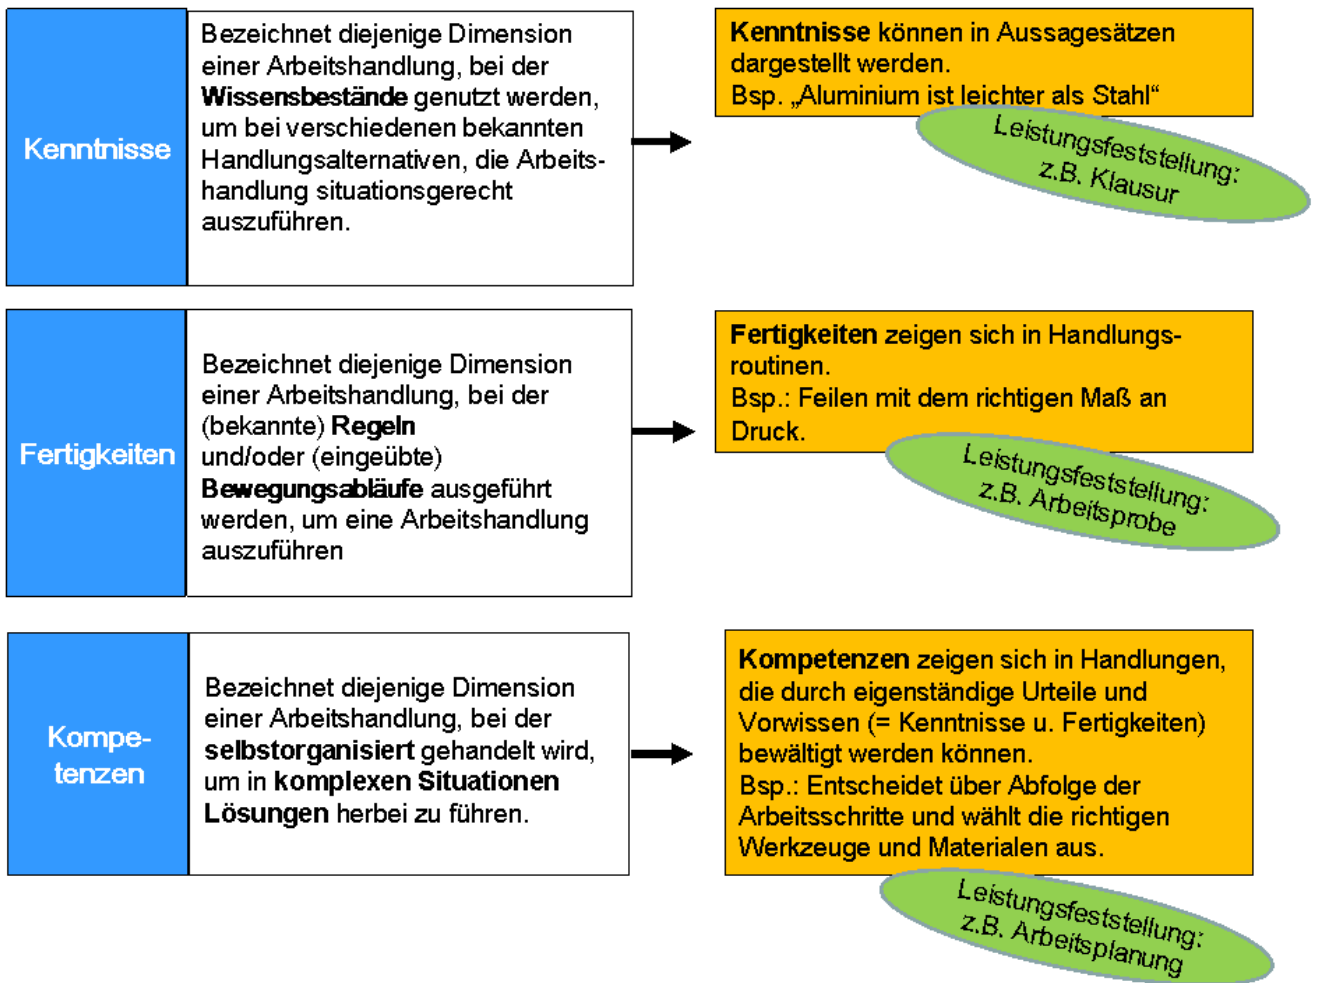 Kenntnisse
Bezeichnet diejenige Dimension
einer Arbeitshandlung, bei der
Wissensbestände genutzt werden,
um bei verschiedenen bekannten
Handlungsalternativen, die Arbeits-
handlung situationsgerecht
auszuführen.
Kenntnisse können in Aussagesätzen
dargestellt werden.
Bsp. „Aluminium ist leichter als Stahl“
Leistungsfeststellung:
z.B. Klausur
Fertigkeiten
Bezeichnet diejenige Dimension
einer Arbeitshandlung, bei der
(bekannte) Regeln
und/oder (eingeübte)
Bewegungsabläufe ausgeführt
werden, um eine Arbeitshandlung
auszuführen
Fertigkeiten zeigen sich in Handlungs-
routinen.
Bsp.: Feilen mit dem richtigen Maß an
Druck.
Leistungsfeststellung:
z.B. Arbeitsprobe
Kompe-
tenzen
Bezeichnet diejenige Dimension
einer Arbeitshandlung, bei der
selbstorganisiert gehandelt wird,
um in komplexen Situationen
Lösungen herbei zu führen.
Kompetenzen zeigen sich in Handlungen,
die durch eigenständige Urteile und
Vorwissen (= Kenntnisse u. Fertigkeiten)
bewältigt werden können.
Bsp.: Entscheidet über Abfolge der
Arbeitsschritte und wählt die richtigen
Werkzeuge und Materialen aus.
Leistungsfeststellung:
z.B. Arbeitsplanung